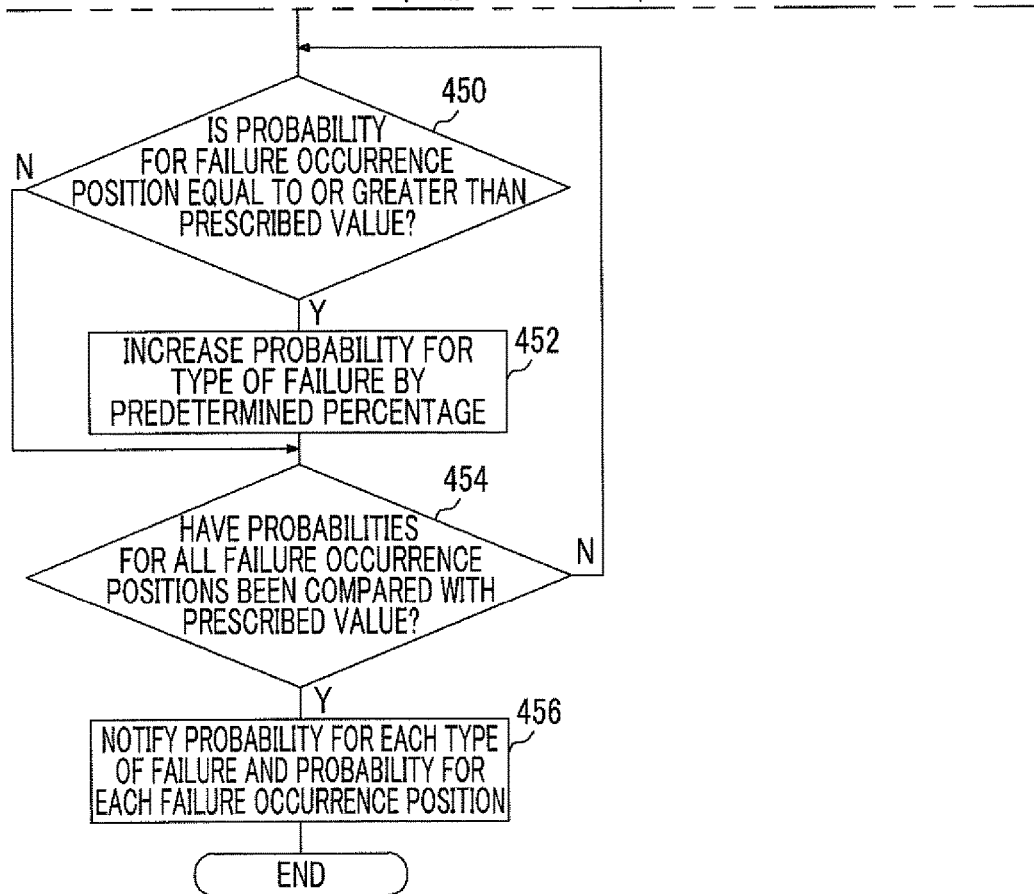 450
IS PROBABILITY
FOR FAILURE OCCURRENCE
POSITION EQUAL TO OR GREATER THAN
PRESCRIBED VALUE?
N
Y
452
INCREASE PROBABILITY FOR
TYPE OF FAILURE BY
PREDETERMINED PERCENTAGE
454
HAVE PROBABILITIES
FOR ALL FAILURE OCCURRENCE
POSITIONS BEEN COMPARED WITH
PRESCRIBED VALUE?
N
Y
456
NOTIFY PROBABILITY FOR EACH TYPE
OF FAILURE AND PROBABILITY FOR
EACH FAILURE OCCURRENCE POSITION
END